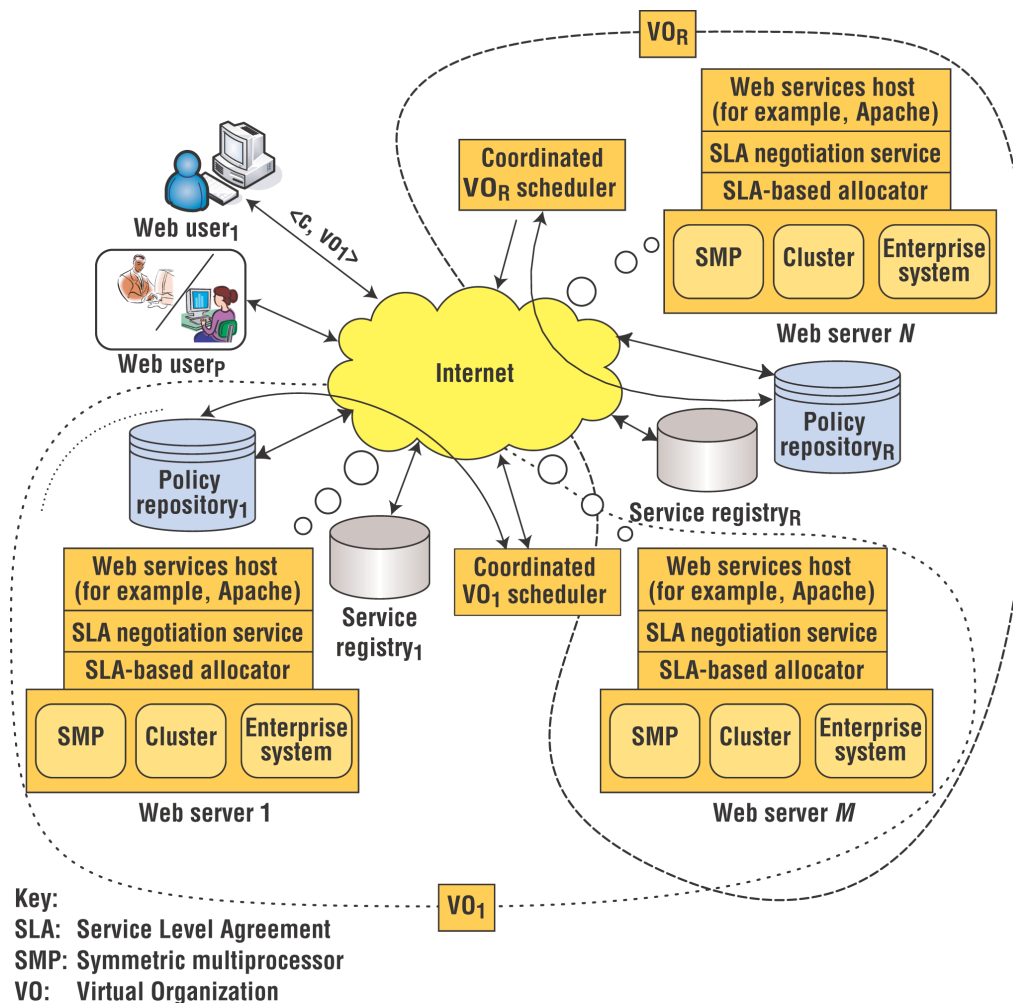 VOR
Web services host
(for example, Apache)
SLA negotiation service
SLA-based allocator
SMP
Cluster
Enterprise
system
Web server N
Coordinated
VOR scheduler
Web user1
<C, VO1>
Web userP
Internet
Policy
repositoryR
Service registryR
Policy
repository1
Service
registry1
Coordinated
VO1 scheduler
Web services host
(for example, Apache)
SLA negotiation service
SLA-based allocator
SMP
Cluster
Enterprise
system
Web server 1
Web services host
(for example, Apache)
SLA negotiation service
SLA-based allocator
SMP
Cluster
Enterprise
system
Web server M
VO1
Key:
SLA: Service Level Agreement
SMP: Symmetric multiprocessor
VO: Virtual Organization